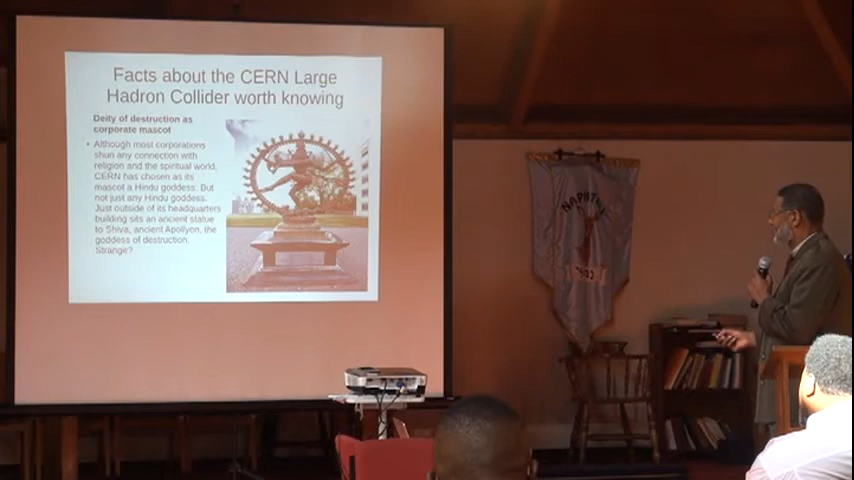 Facts about the CERN Large
Hadron Collider worth knowing
Deity of destruction as
corporate mascot
• Although most corporations
shun any connection with
religion and the spiritual world,
CERN has chosen as its
mascot a Hindu goddess. But
not just any Hindu goddess.
Just outside of its headquarters
building sits an ancient statue
to Shiva, ancient Apollyon, the
goddess of destruction.
Strange?